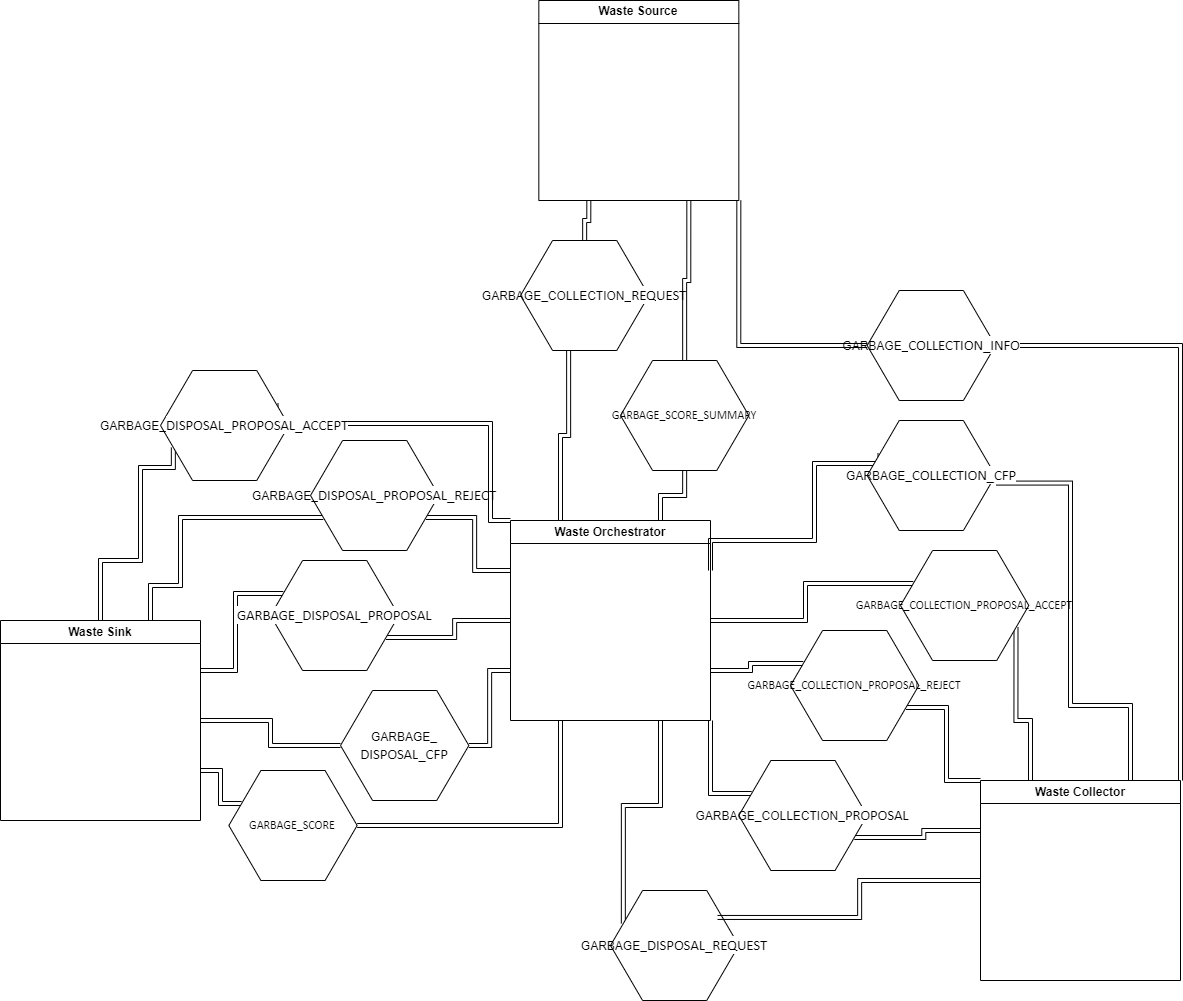 Waste Source
GARBAGE_COLLECTION_REQUEST
GARBAGE_COLLECTION_INFO
GARBAGE_SCORE_SUMMARY
GARBAGE_DISPOSAL_PROPOSAL_ACCEPT
GARBAGE_COLLECTION_CFP
GARBAGE_DISPOSAL_PROPOSAL_REJECT
Waste Orchestrator
GARBAGE_COLLECTION_PROPOSAL_ACCEPT
GARBAGE_DISPOSAL_PROPOSAL
Waste Sink
GARBAGE_COLLECTION_PROPOSAL_REJECT
GARBAGE_
DISPOSAL_CFP
Waste Collector
GARBAGE_COLLECTION_PROPOSAL
GARBAGE_SCORE
GARBAGE_DISPOSAL_REQUEST